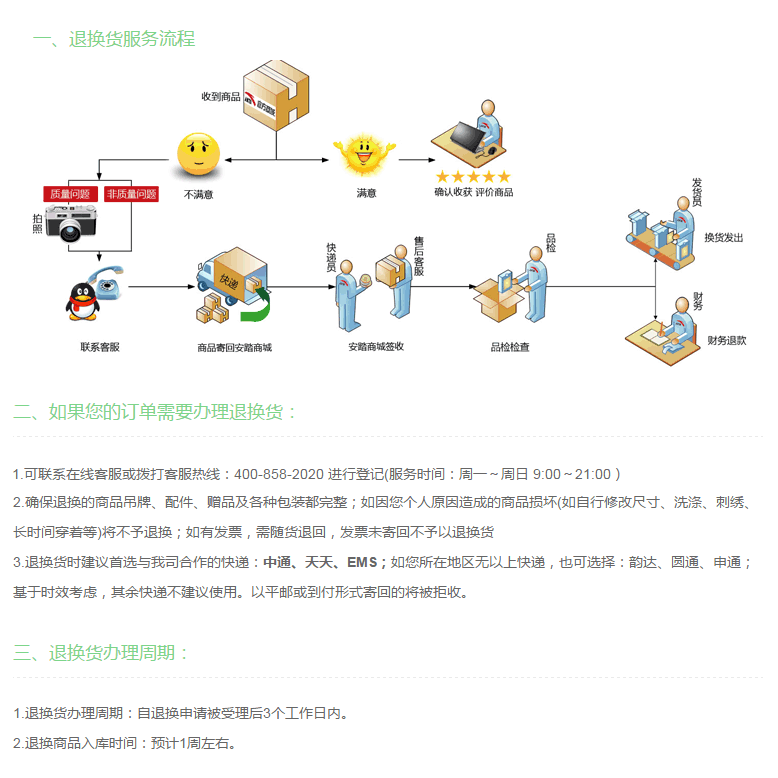 一、退换货服务流程
收到商品
不满意
满意
确认收获 评价商品
质量问题
非质量问题
拍照
联系客服
快递
商品寄回安踏商城
快递员
售后客服
安踏商城签收
品检
品检检查
发货员
换货发出
财务
财务退款
二、如果您的订单需要办理退换货：
1.可联系在线客服或拨打客服热线：400-858-2020 进行登记(服务时间：周一～周日 9:00～21:00 )
2.确保退换的商品吊牌、配件、赠品及各种包装都完整；如因您个人原因造成的商品损坏(如自行修改尺寸、洗涤、刺绣、
长时间穿着等)将不予退换；如有发票，需随货退回，发票未寄回不予以退换货
3.退换货时建议首选与我司合作的快递：中通、天天、EMS；如您所在地区无以上快递，也可选择：韵达、圆通、申通；
基于时效考虑，其余快递不建议使用。以平邮或到付形式寄回的将被拒收。
三、退换货办理周期：
1.退换货办理周期：自退换申请被受理后3个工作日内。
2.退换商品入库时间：预计1周左右。